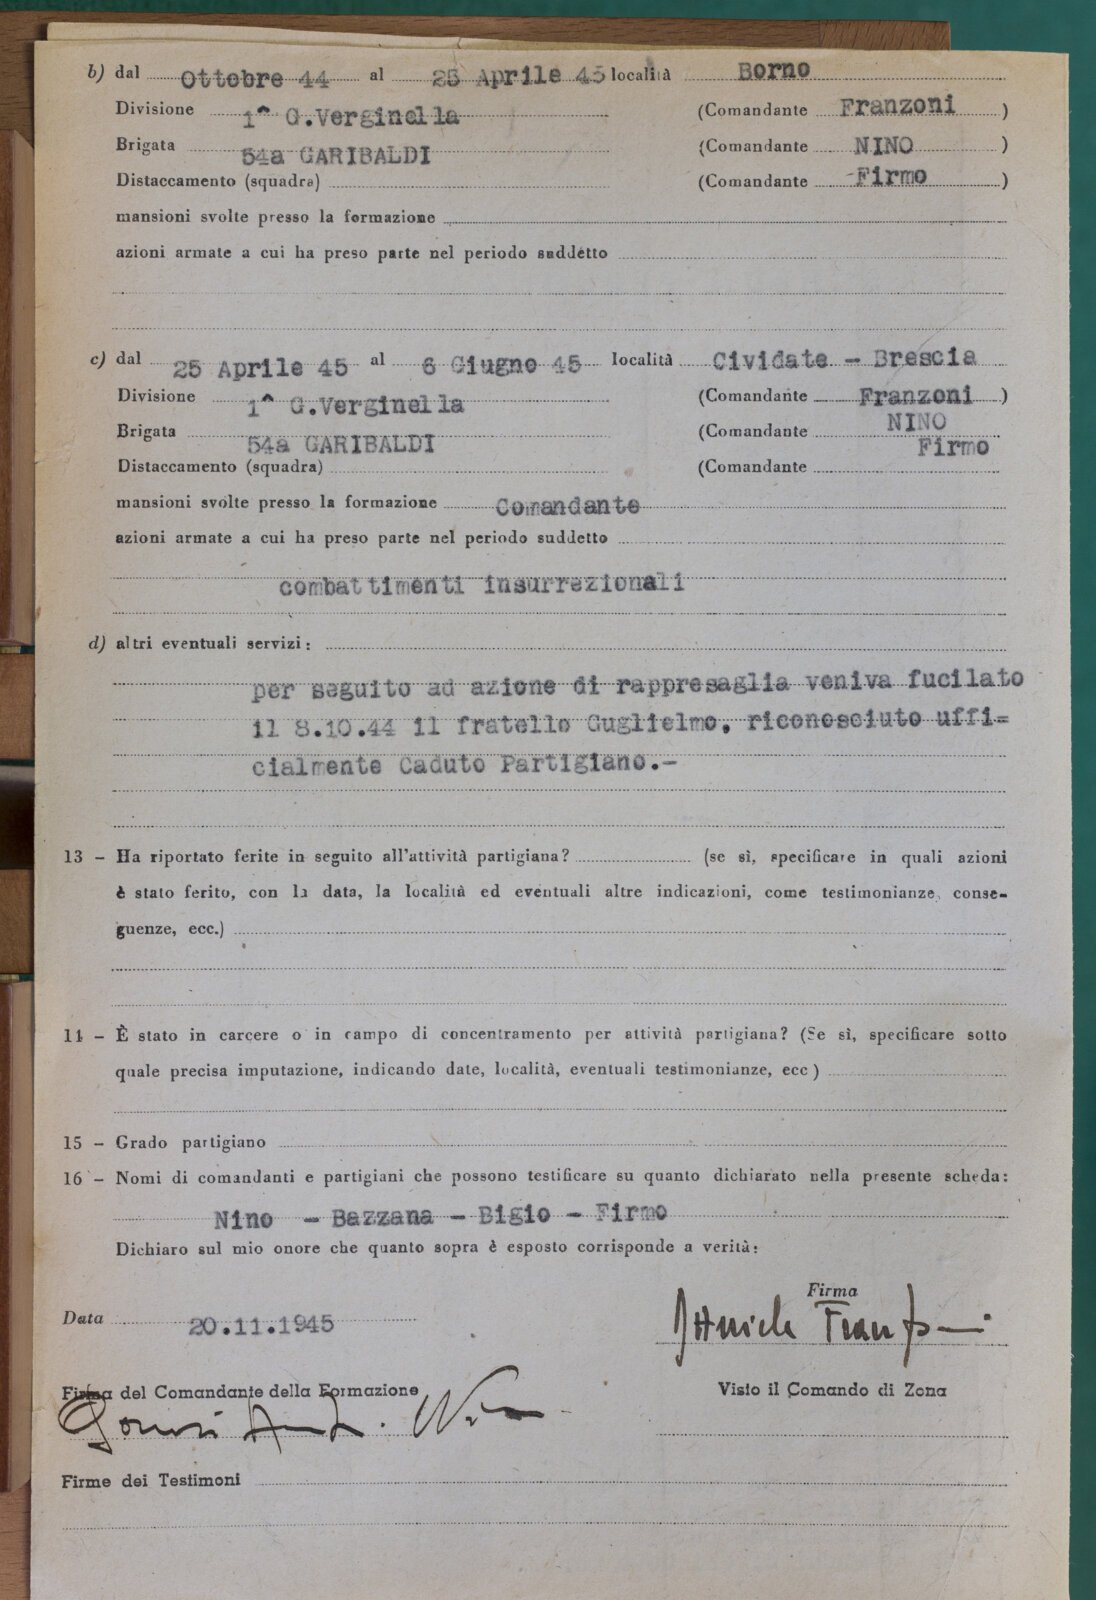 b) dal Ottobre 44 al 25 Aprile 45 località Borno
Divisione 1^ G.Verginella (Comandante Franzoni )
Brigata 54a GARIBALDI (Comandante NINO )
Distaccamento (squadra) (Comandante Firmo )
mansioni svolte presso la formazione
azioni armate a cui ha preso parte nel periodo suddetto
c) dal 25 Aprile 45 al 6 Giugno 45 località Cividate - Brescia
Divisione 1^ G.Verginella (Comandante Franzoni )
Brigata 54a GARIBALDI (Comandante NINO
Distaccamento (squadra) (Comandante Firmo
mansioni svolte presso la formazione Comandante
azioni armate a cui ha preso parte nel periodo suddetto
combattimenti insurrezionali
d) altri eventuali servizi:
per seguito ad azione di rappresaglia veniva fucilato
il 8.10.44 il fratello Guglielmo, riconosciuto uffi=
cialmente Caduto Partigiano.-
13 - Ha riportato ferite in seguito all'attività partigiana? (se sì, specificare in quali azioni
è stato ferito, con la data, la località ed eventuali altre indicazioni, come testimonianze, conse-
guenze, ecc.)
14 - È stato in carcere o in campo di concentramento per attività partigiana? (Se sì, specificare sotto
quale precisa imputazione, indicando date, località, eventuali testimonianze, ecc )
15 - Grado partigiano
16 - Nomi di comandanti e partigiani che possono testificare su quanto dichiarato nella presente scheda:
Nino - Bazzana - Bigio - Firmo
Dichiaro sul mio onore che quanto sopra è esposto corrisponde a verità:
Firma
Data 20.11.1945
Firma del Comandante della Formazione Visto il Comando di Zona
Nino
Firme dei Testimoni